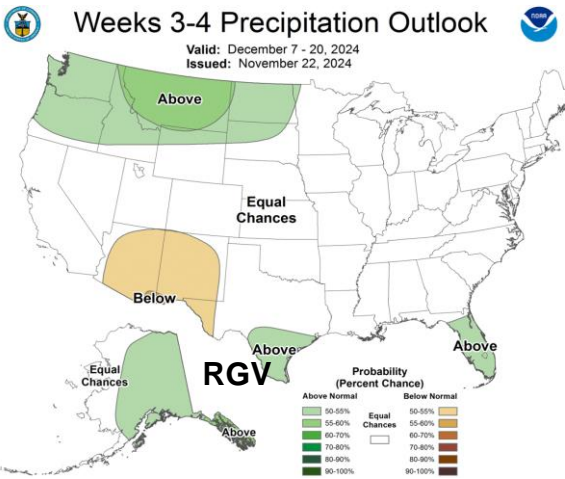 Weeks 3-4 Precipitation Outlook
NOAA
Valid: December 7 - 20, 2024
Issued: November 22, 2024
Above
Equal
Chances
Below
Above
Above
RGV
Equal
Chances
Above
Probability
(Percent Chance)
Above Normal
Equal
Chances
Below Normal
50-55%
55-60%
60-70%
70-80%
80-90%
90-100%
50-55%
55-60%
60-70%
70-80%
80-90%
90-100%